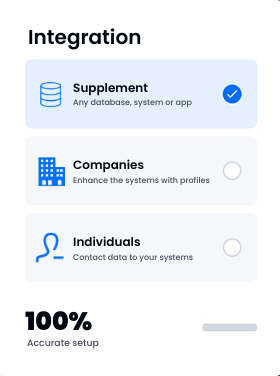 Integration
Supplement
Any database, system or app
Companies
Enhance the systems with profiles
Individuals
Contact data to your systems
100%
Accurate setup